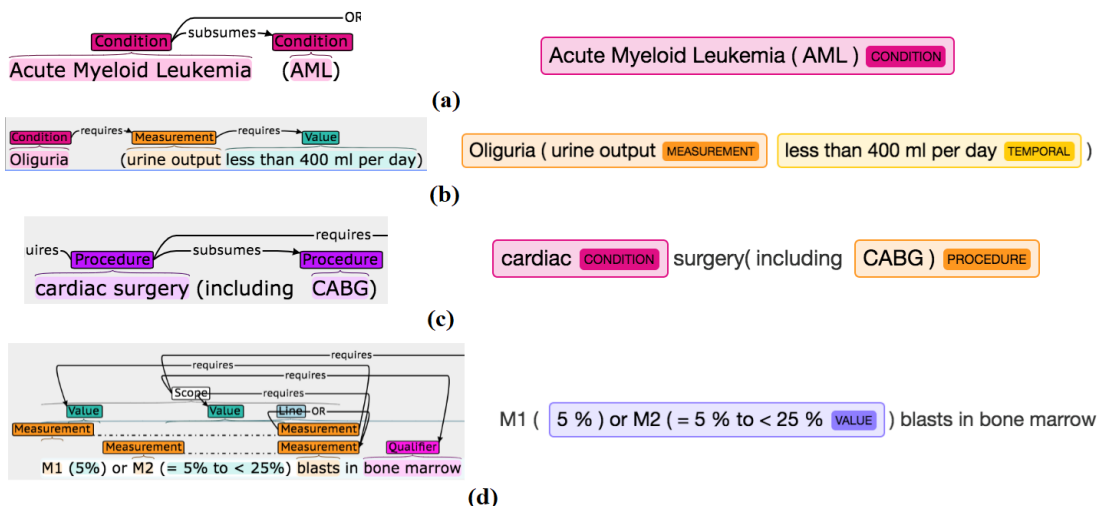 OR
subsumes
Condition Condition
Acute Myeloid Leukemia (AML)
Acute Myeloid Leukemia ( AML ) CONDITION
(a)
requires requires
Condition Measurement Value
Oliguria (urine output less than 400 ml per day)
Oliguria ( urine output MEASUREMENT less than 400 ml per day TEMPORAL )
(b)
requires
uires subsumes
Procedure Procedure
cardiac surgery (including CABG)
cardiac CONDITION surgery( including CABG ) PROCEDURE
(c)
requires
requires
requires
Scope requires
Value Value Line OR
Measurement Measurement
Measurement Measurement Qualifier
M1 (5%) or M2 (= 5% to < 25%) blasts in bone marrow
M1 ( 5 % ) or M2 ( = 5 % to < 25 % VALUE ) blasts in bone marrow
(d)